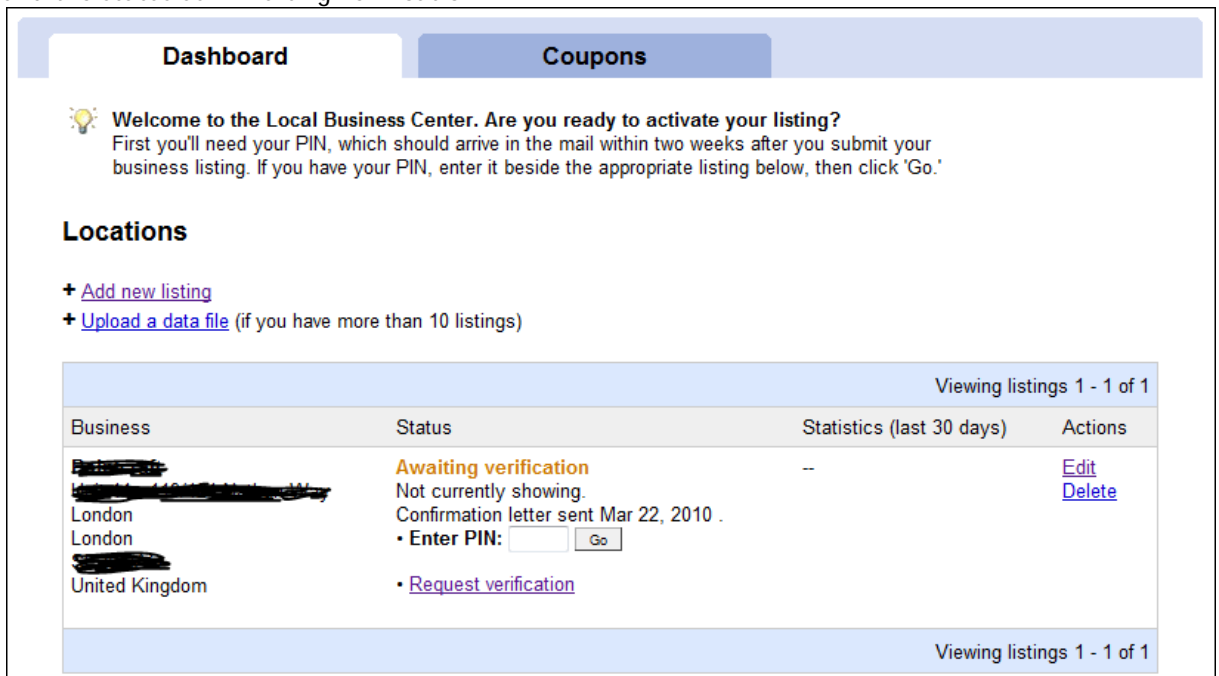 Dashboard
Coupons
Welcome to the Local Business Center. Are you ready to activate your listing?
First you'll need your PIN, which should arrive in the mail within two weeks after you submit your
business listing. If you have your PIN, enter it beside the appropriate listing below, then click 'Go.'
Locations
+ Add new listing
+ Upload a data file (if you have more than 10 listings)
Viewing listings 1 - 1 of 1
Business Status Statistics (last 30 days) Actions
Awaiting verification -- Edit
Not currently showing. Delete
London Confirmation letter sent Mar 22, 2010 .
London • Enter PIN: Go
United Kingdom • Request verification
Viewing listings 1 - 1 of 1